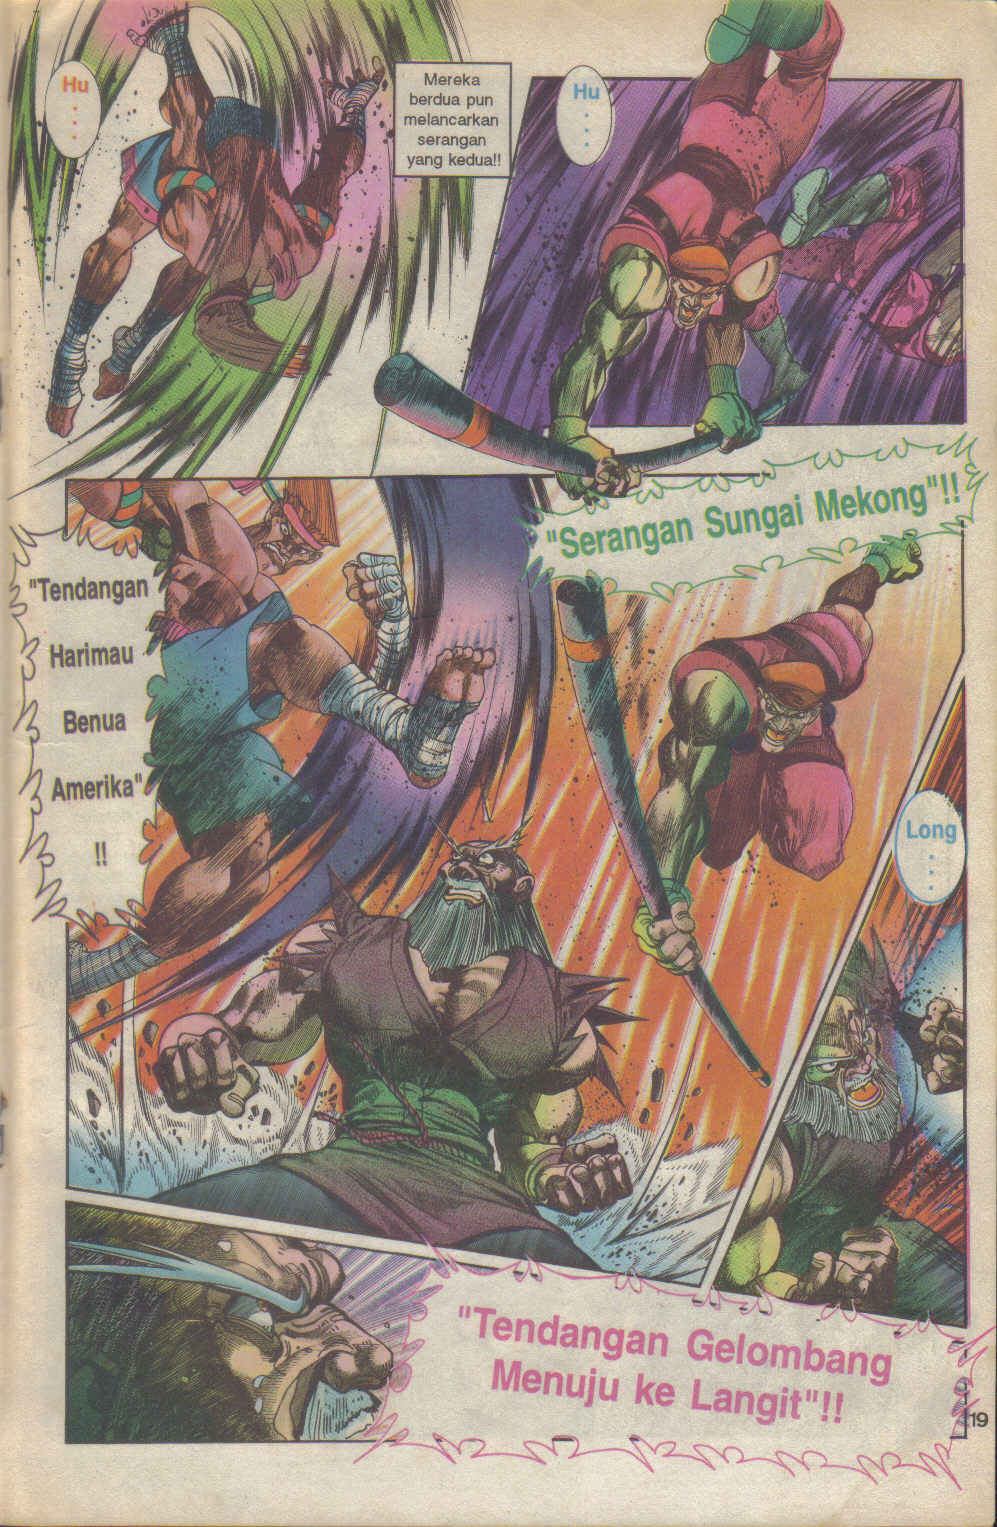 Hu
....
Mereka
berdua pun
melancarkan
serangan
yang kedua!!
Hu
....
"Serangan Sungai Mekong"!!
"Tendangan
Harimau
Benua
Amerika"
!!
Long
....
"Tendangan Gelombang
Menuju ke Langit"!!
19